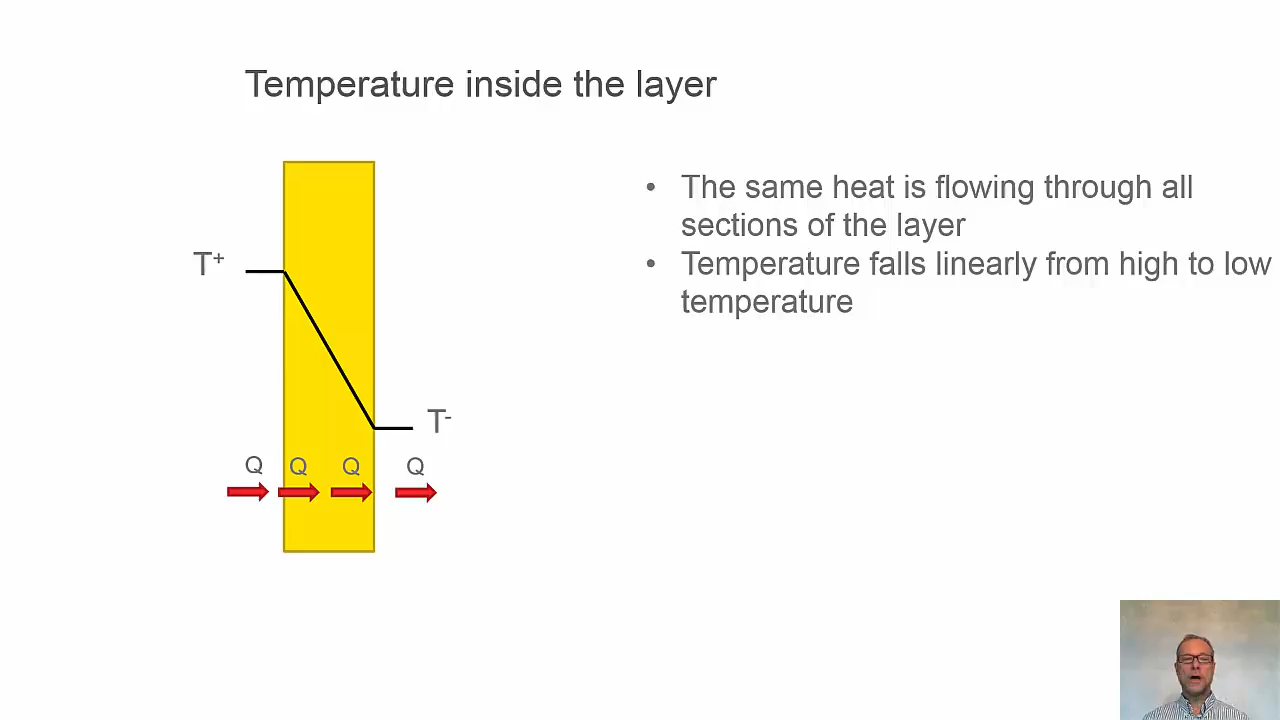 Temperature inside the layer
• The same heat is flowing through all
sections of the layer
• Temperature falls linearly from high to low
temperature
T⁺
T⁻
Q Q Q Q